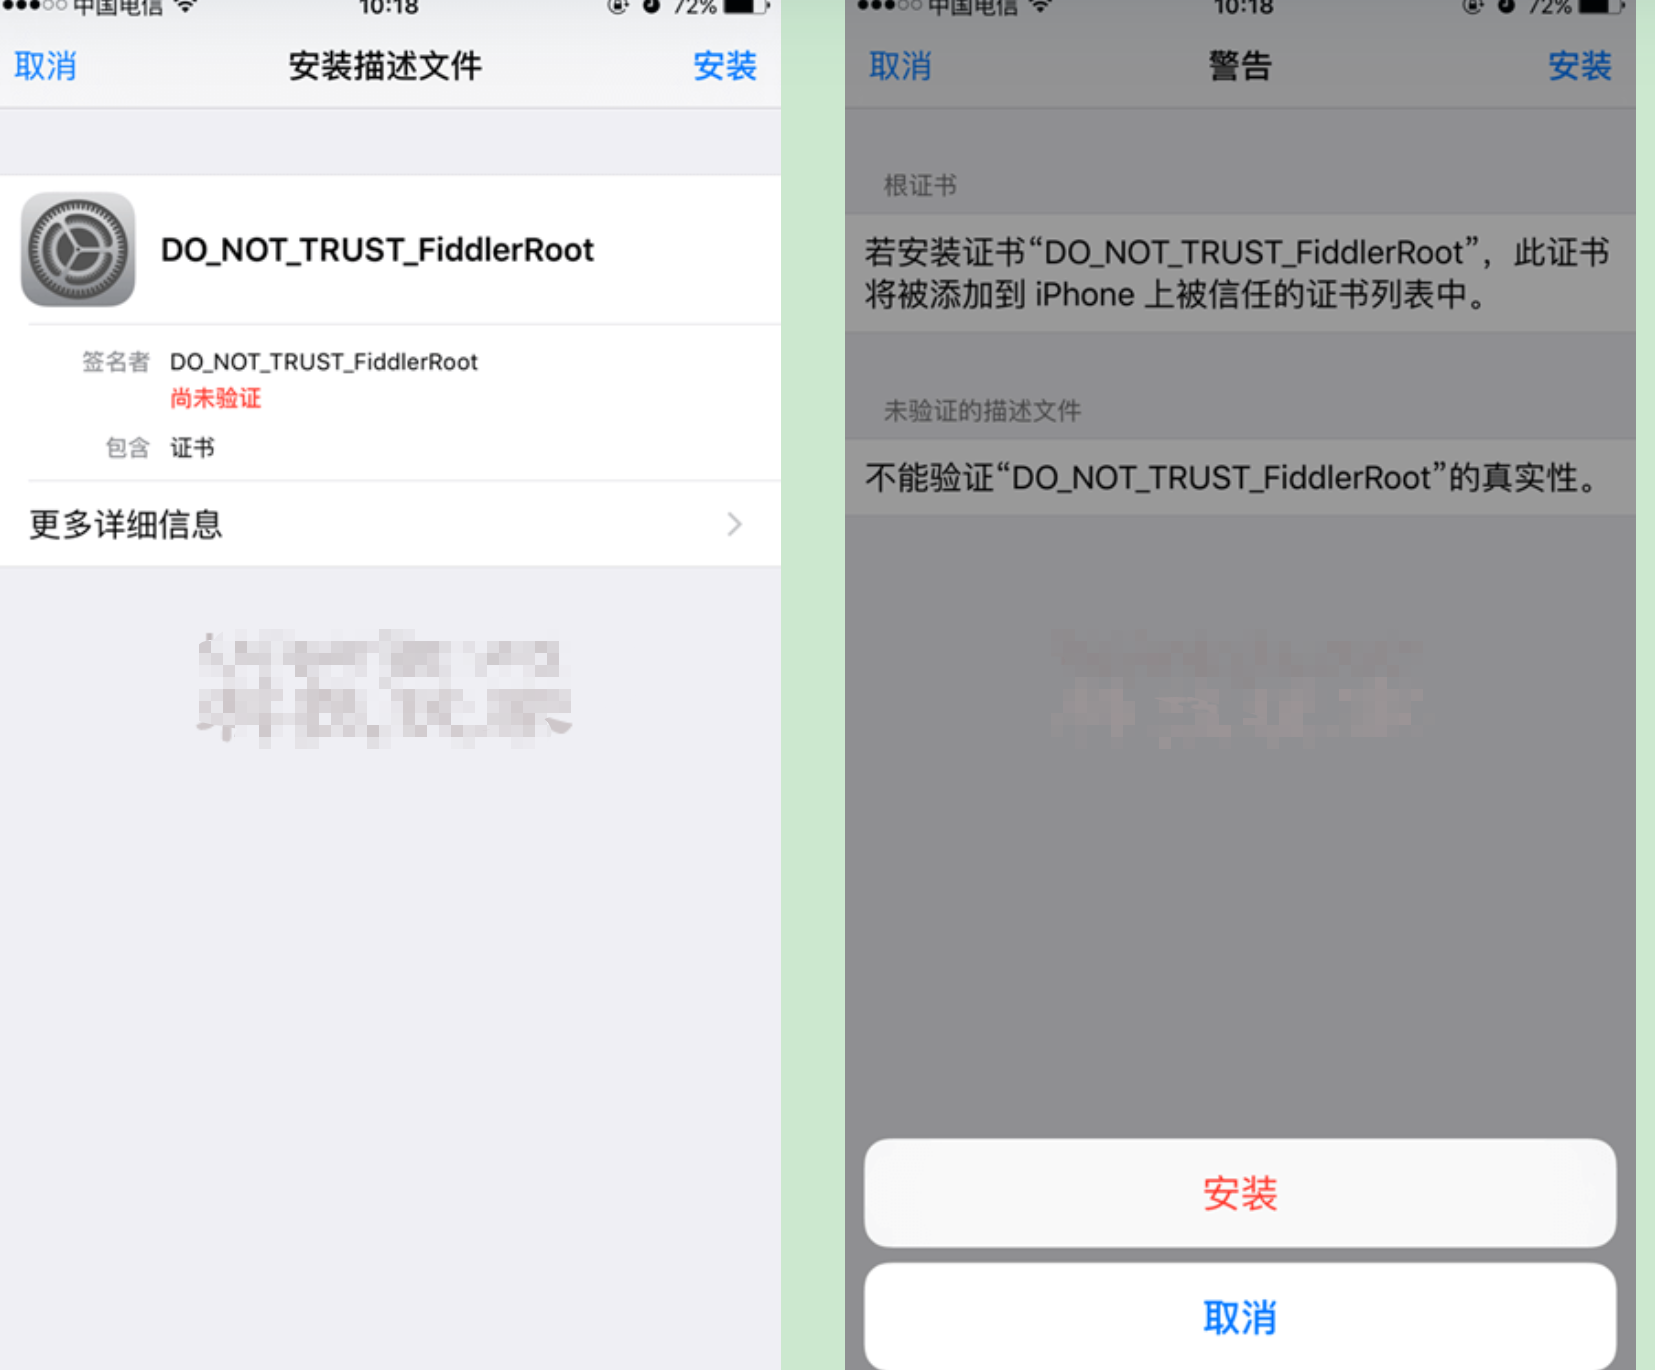 中国电信 10:18 72%
取消 安装描述文件 安装
DO_NOT_TRUST_FiddlerRoot
签名者 DO_NOT_TRUST_FiddlerRoot
尚未验证
包含 证书
更多详细信息
中国电信 10:18 72%
取消 警告 安装
根证书
若安装证书“DO_NOT_TRUST_FiddlerRoot”，此证书
将被添加到 iPhone 上被信任的证书列表中。
未验证的描述文件
不能验证“DO_NOT_TRUST_FiddlerRoot”的真实性。
安装
取消